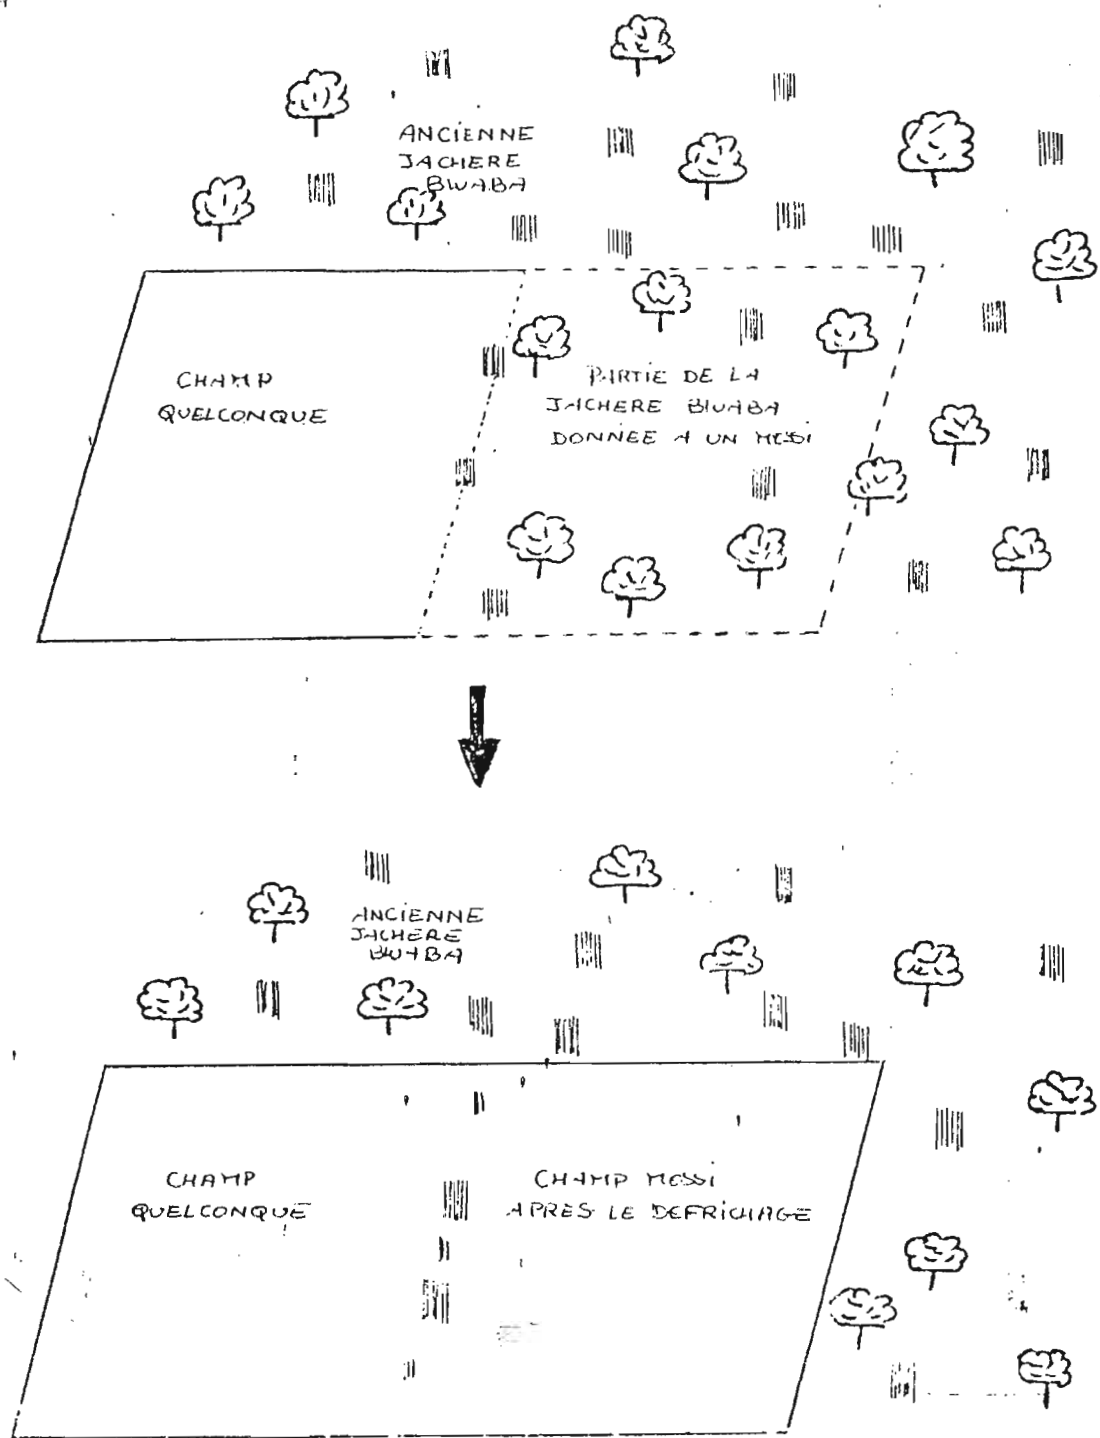 ANCIENNE
JACHERE
BWABA
CHAMP
QUELCONQUE
PARTIE DE LA
JACHERE BWABA
DONNÉE A UN MOSSI
ANCIENNE
JACHERE
BWABA
CHAMP
QUELCONQUE
CHAMP MOSSI
APRES LE DEFRICHAGE